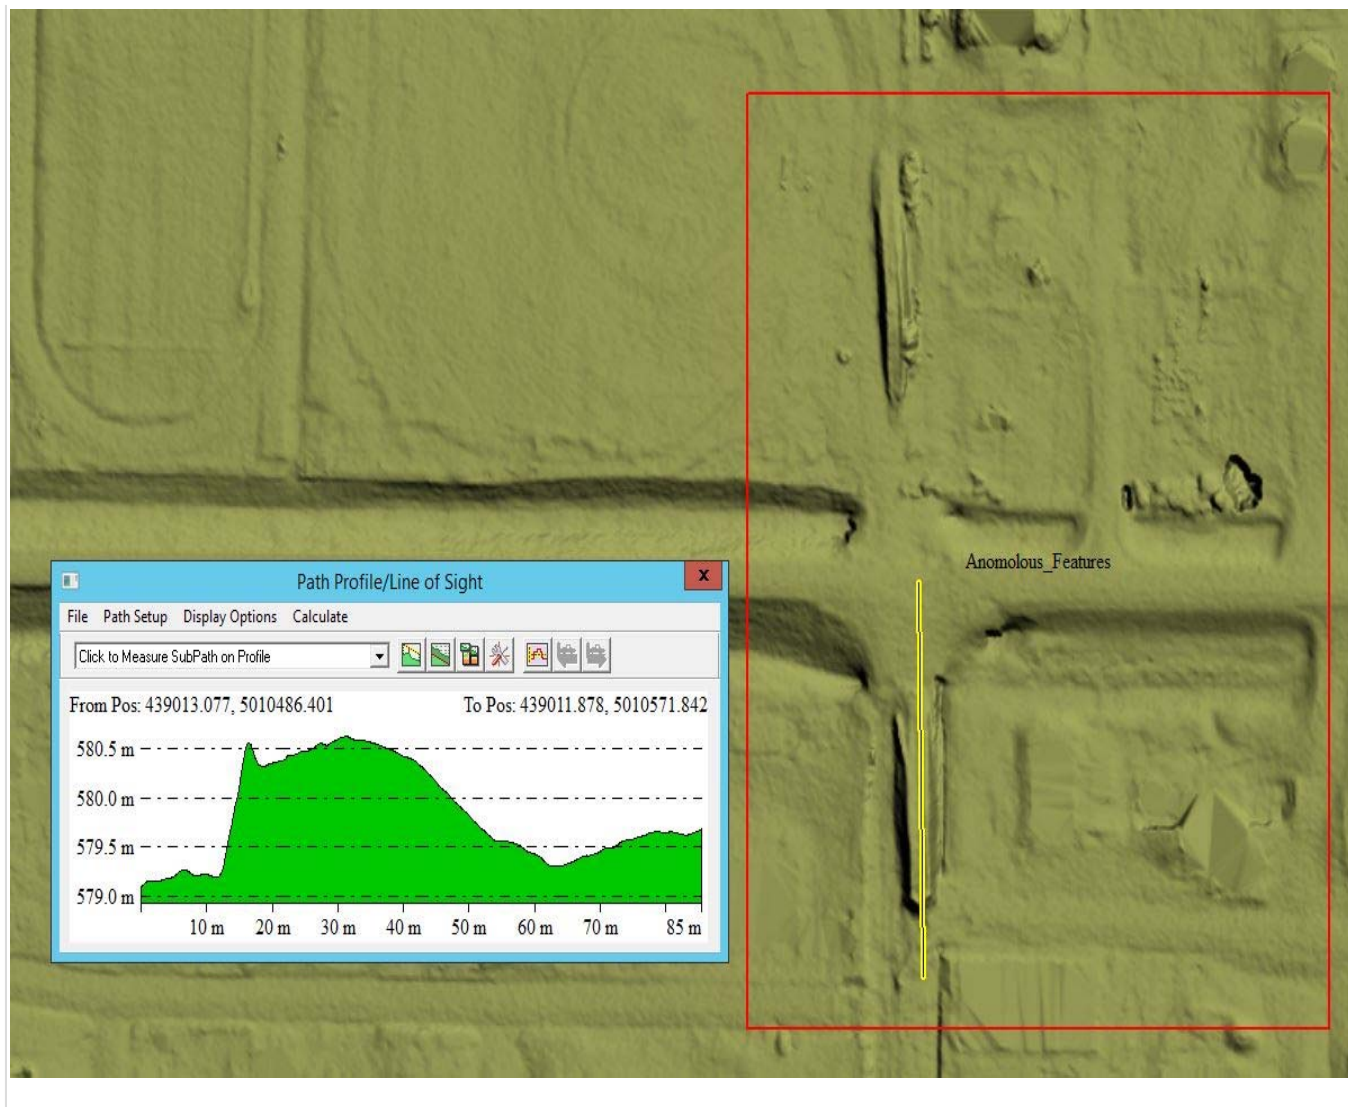 Anomolous_Features
Path Profile/Line of Sight
x
File Path Setup Display Options Calculate
Click to Measure SubPath on Profile
From Pos: 439013.077, 5010486.401 To Pos: 439011.878, 5010571.842
580.5 m
580.0 m
579.5 m
579.0 m
10 m 20 m 30 m 40 m 50 m 60 m 70 m 85 m